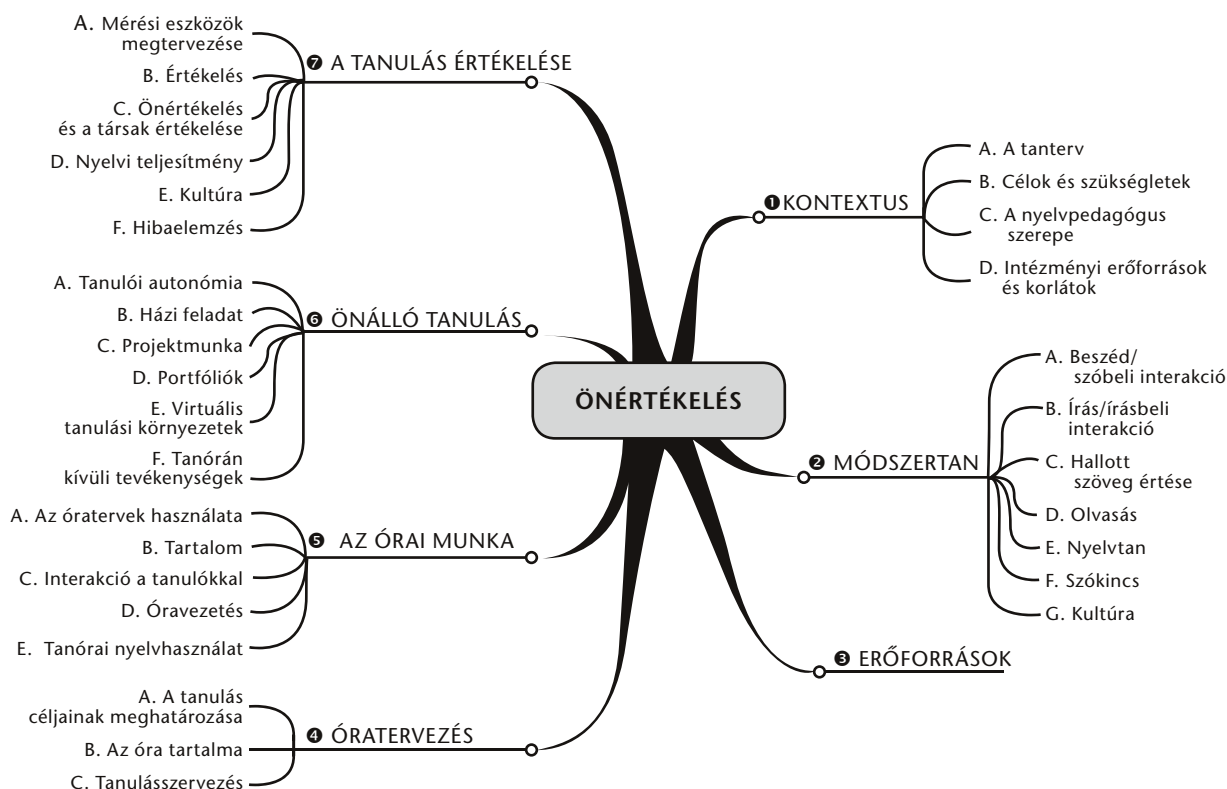 ÖNÉRTÉKELÉS
❶KONTEXTUS
A. A tanterv
B. Célok és szükségletek
C. A nyelvpedagógus
szerepe
D. Intézményi erőforrások
és korlátok
❷ MÓDSZERTAN
A. Beszéd/
szóbeli interakció
B. Írás/írásbeli
interakció
C. Hallott
szöveg értése
D. Olvasás
E. Nyelvtan
F. Szókincs
G. Kultúra
❸ ERŐFORRÁSOK
❹ ÓRATERVEZÉS
A. A tanulás
céljainak meghatározása
B. Az óra tartalma
C. Tanulásszervezés
❺ AZ ÓRAI MUNKA
A. Az óratervek használata
B. Tartalom
C. Interakció a tanulókkal
D. Óravezetés
E. Tanórai nyelvhasználat
❻ ÖNÁLLÓ TANULÁS
A. Tanulói autonómia
B. Házi feladat
C. Projektmunka
D. Portfóliók
E. Virtuális
tanulási környezetek
F. Tanórán
kívüli tevékenységek
❼ A TANULÁS ÉRTÉKELÉSE
A. Mérési eszközök
megtervezése
B. Értékelés
C. Önértékelés
és a társak értékelése
D. Nyelvi teljesítmény
E. Kultúra
F. Hibaelemzés